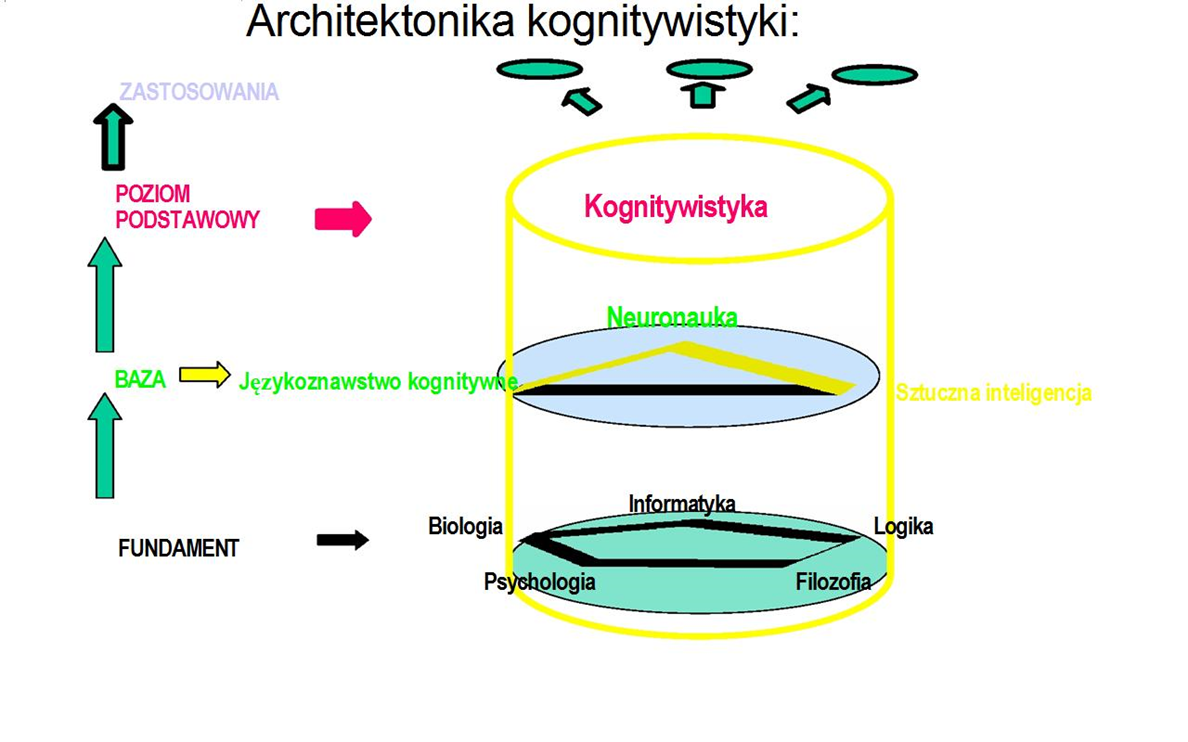 Architektonika kognitywistyki:
ZASTOSOWANIA
POZIOM
PODSTAWOWY
Kognitywistyka
Neuronauka
BAZA
Językoznawstwo kognitywne
Sztuczna inteligencja
Informatyka
Biologia
Logika
FUNDAMENT
Psychologia
Filozofia